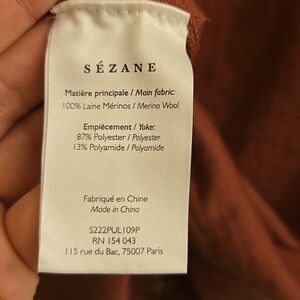 SÉZANE
Matière principale / Main fabric:
100% Laine Mérinos / Merino Wool
Empiècement / Yoke:
87% Polyester / Polyester
13% Polyamide / Polyamide
Fabriqué en Chine
Made in China
S222PUL109P
RN 154 043
115 rue du Bac, 75007 Paris